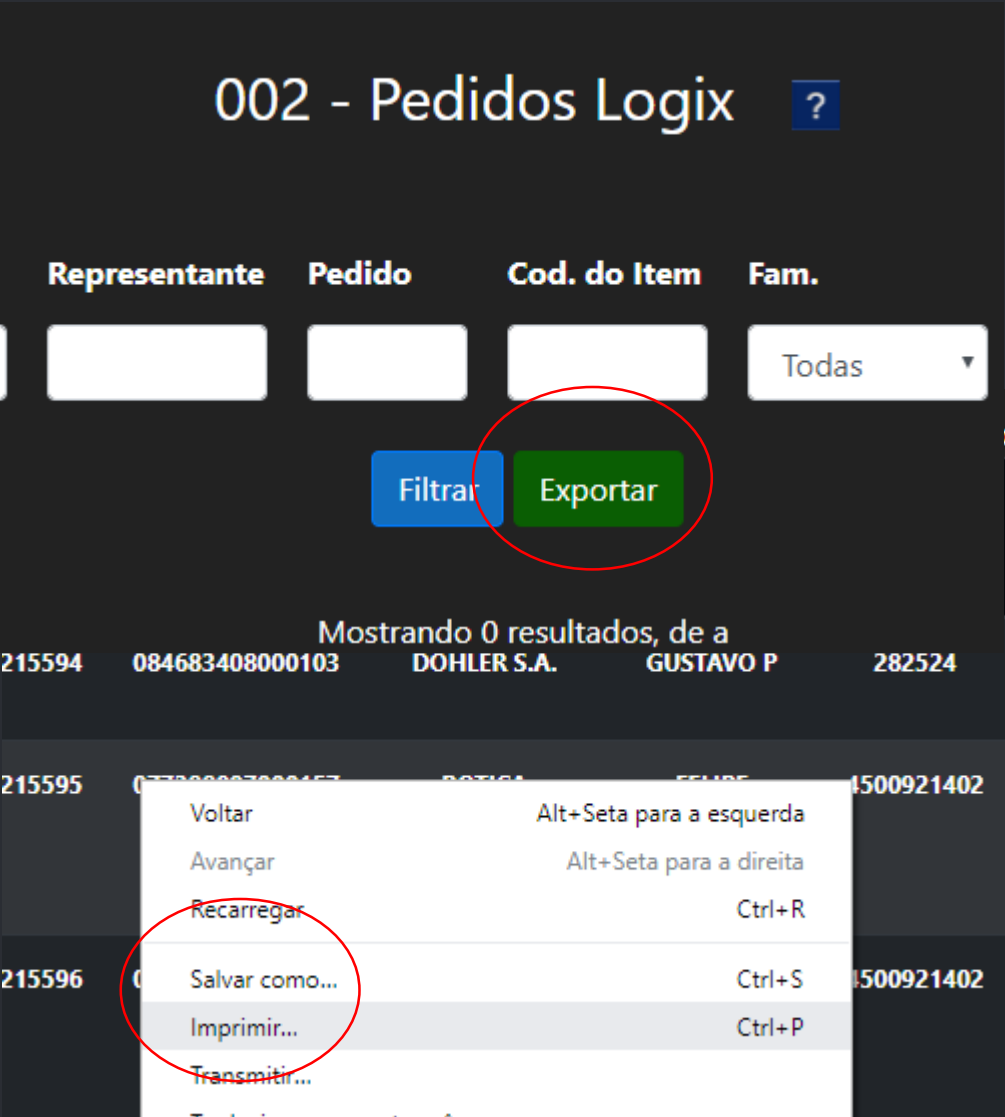 002 - Pedidos Logix ?
Representante Pedido Cod. do Item Fam.
Todas
Filtrar Exportar
Mostrando 0 resultados, de a
215594 084683408000103 DOHLER S.A. GUSTAVO P 282524
215595 FELIPE 4500921402
Voltar Alt+Seta para a esquerda
Avançar Alt+Seta para a direita
Recarregar Ctrl+R
215596 Salvar como... Ctrl+S 4500921402
Imprimir... Ctrl+P
Transmitir...